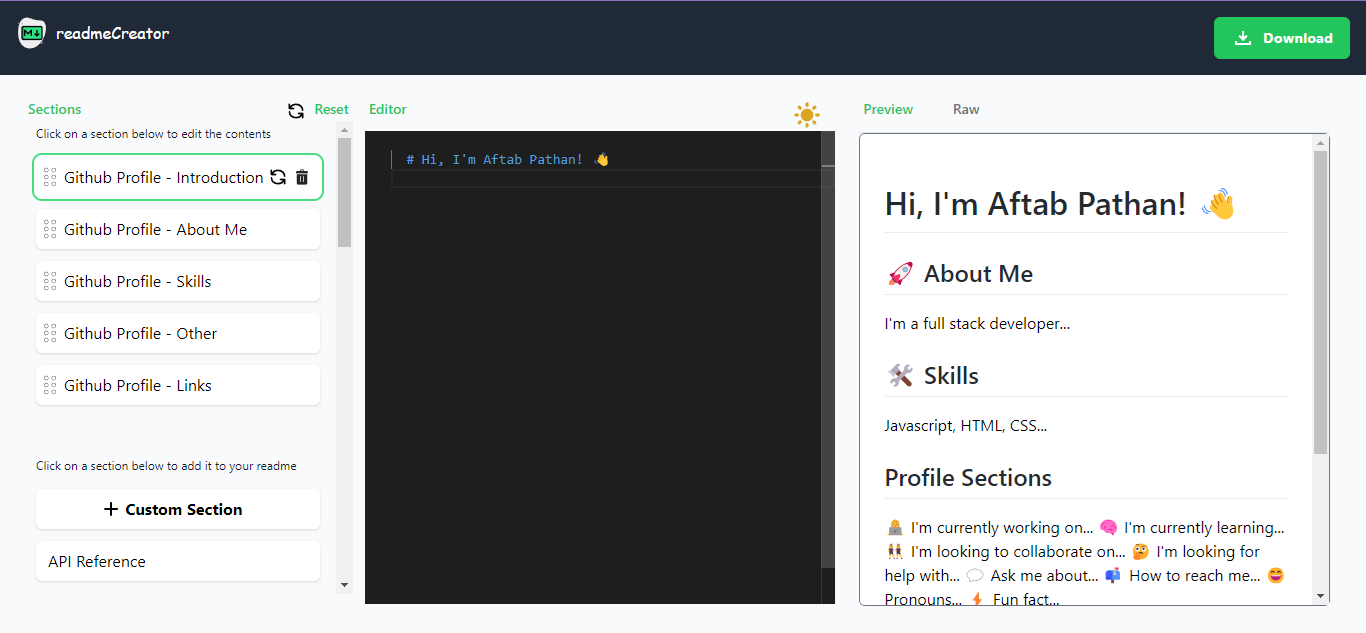 M↓ readmeCreator
Download
Sections
Reset
Editor
Preview
Raw
Click on a section below to edit the contents
Github Profile - Introduction
Github Profile - About Me
Github Profile - Skills
Github Profile - Other
Github Profile - Links
Click on a section below to add it to your readme
+ Custom Section
API Reference
# Hi, I'm Aftab Pathan! 👋
Hi, I'm Aftab Pathan! 👋
🚀 About Me
I'm a full stack developer...
🛠 Skills
Javascript, HTML, CSS...
Profile Sections
👩‍💻 I'm currently working on... 🧠 I'm currently learning...
👯‍♀️ I'm looking to collaborate on... 🤔 I'm looking for
help with... 💬 Ask me about... 📫 How to reach me... 😄
Pronouns... ⚡️ Fun fact...